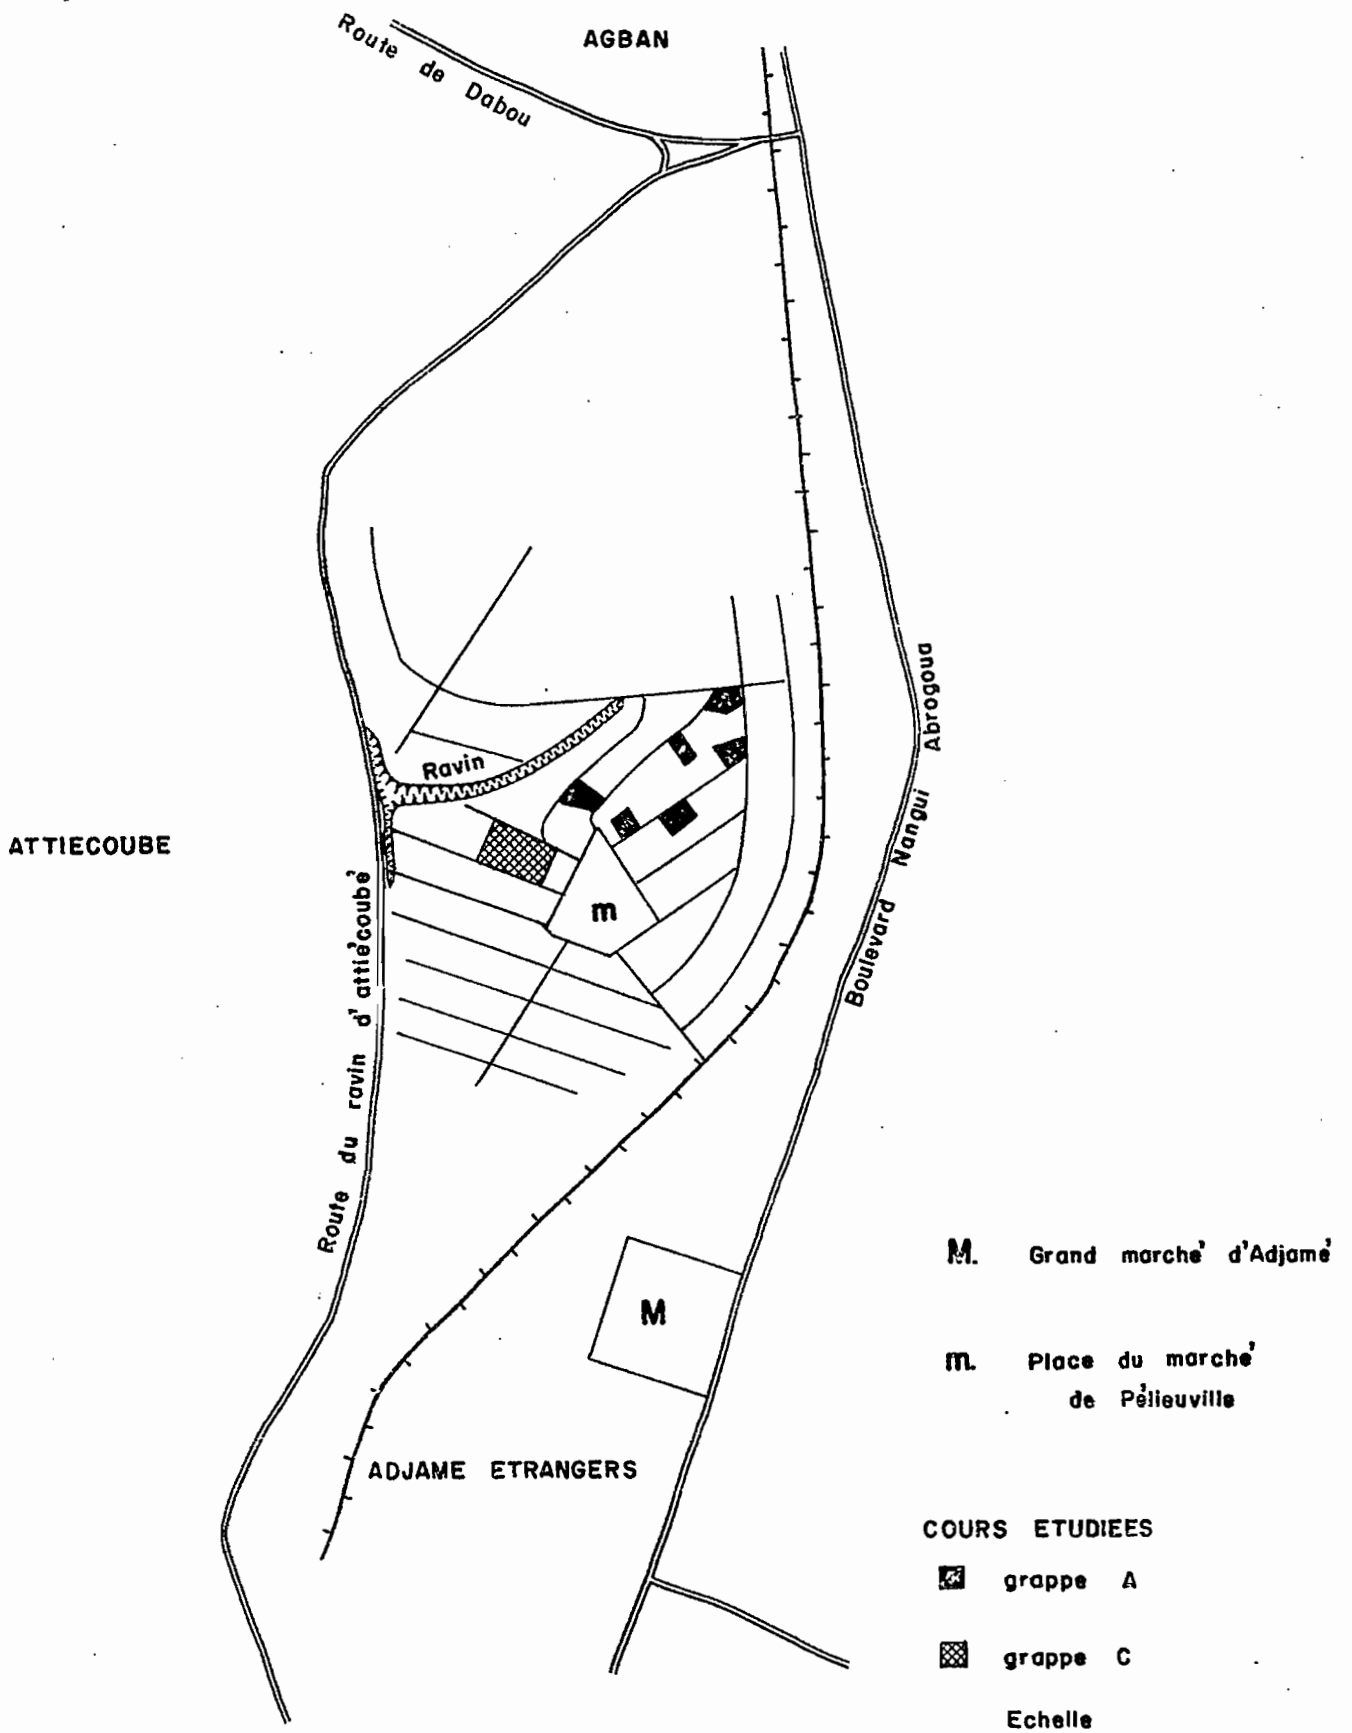 AGBAN
Route de Dabou
Abrogoua
Nangui
Boulevard
Ravin
ATTIECOUBE
m
Route du ravin d'attiécoubé
M
M. Grand marché d'Adjamé
m. Place du marché
de Pélieuville
ADJAME ETRANGERS
COURS ETUDIEES
grappe A
grappe C
Echelle